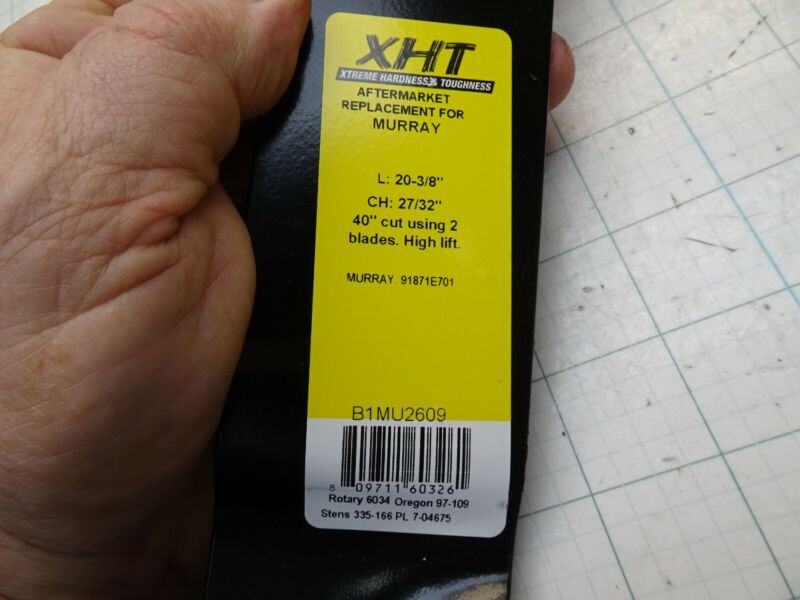 XHT
XTREME HARDNESS & TOUGHNESS
AFTERMARKET
REPLACEMENT FOR
MURRAY
L: 20-3/8"
CH: 27/32"
40" cut using 2
blades. High lift.
MURRAY. 91871E701
B1MU2609
8 09711 60326
Rotary 6034 Oregon 97-109
Stens 335-166 PL 7-04675